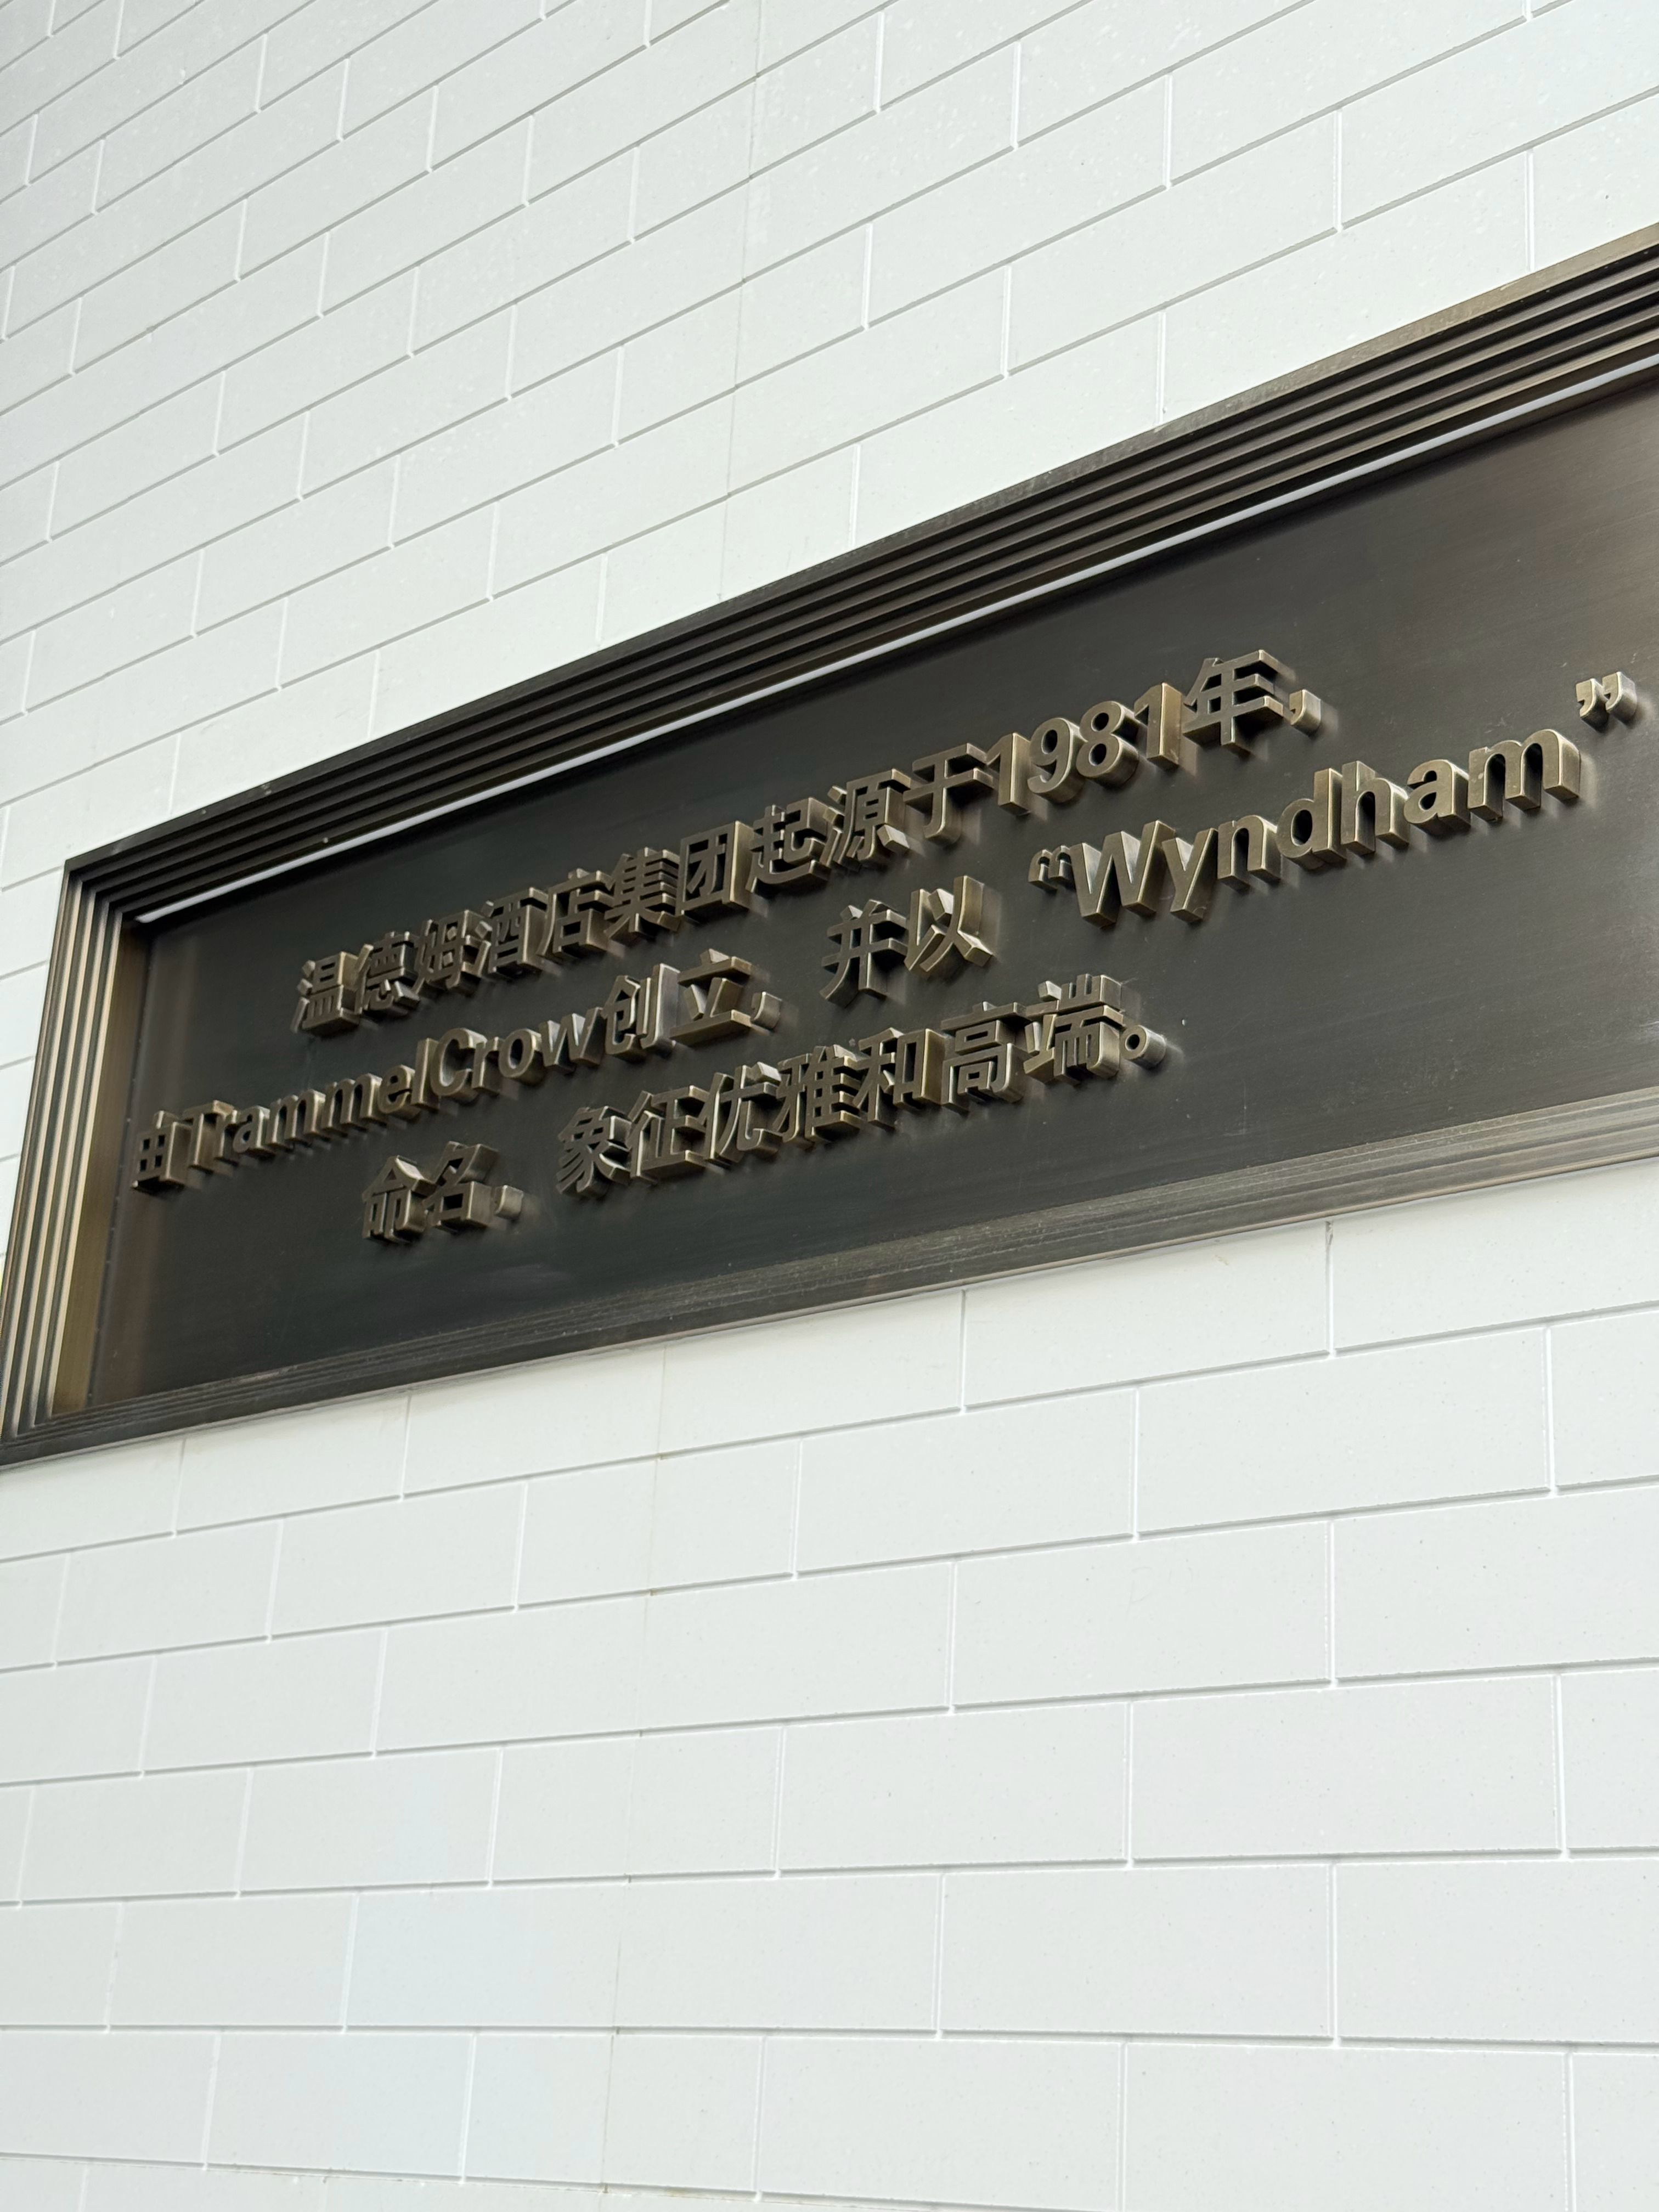 温德姆酒店集团起源于1981年，
由TrammelCrow创立，并以“Wyndham”
命名，象征优雅和高端。